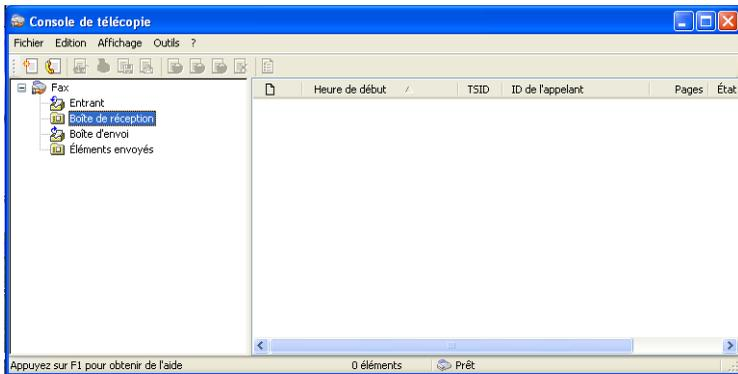 Console de télécopie
Fichier Edition Affichage Outils ?
Fax
Entrant
Boîte de réception
Boîte d'envoi
Éléments envoyés
Heure de début TSID ID de l'appelant Pages État
Appuyez sur F1 pour obtenir de l'aide 0 éléments Prêt